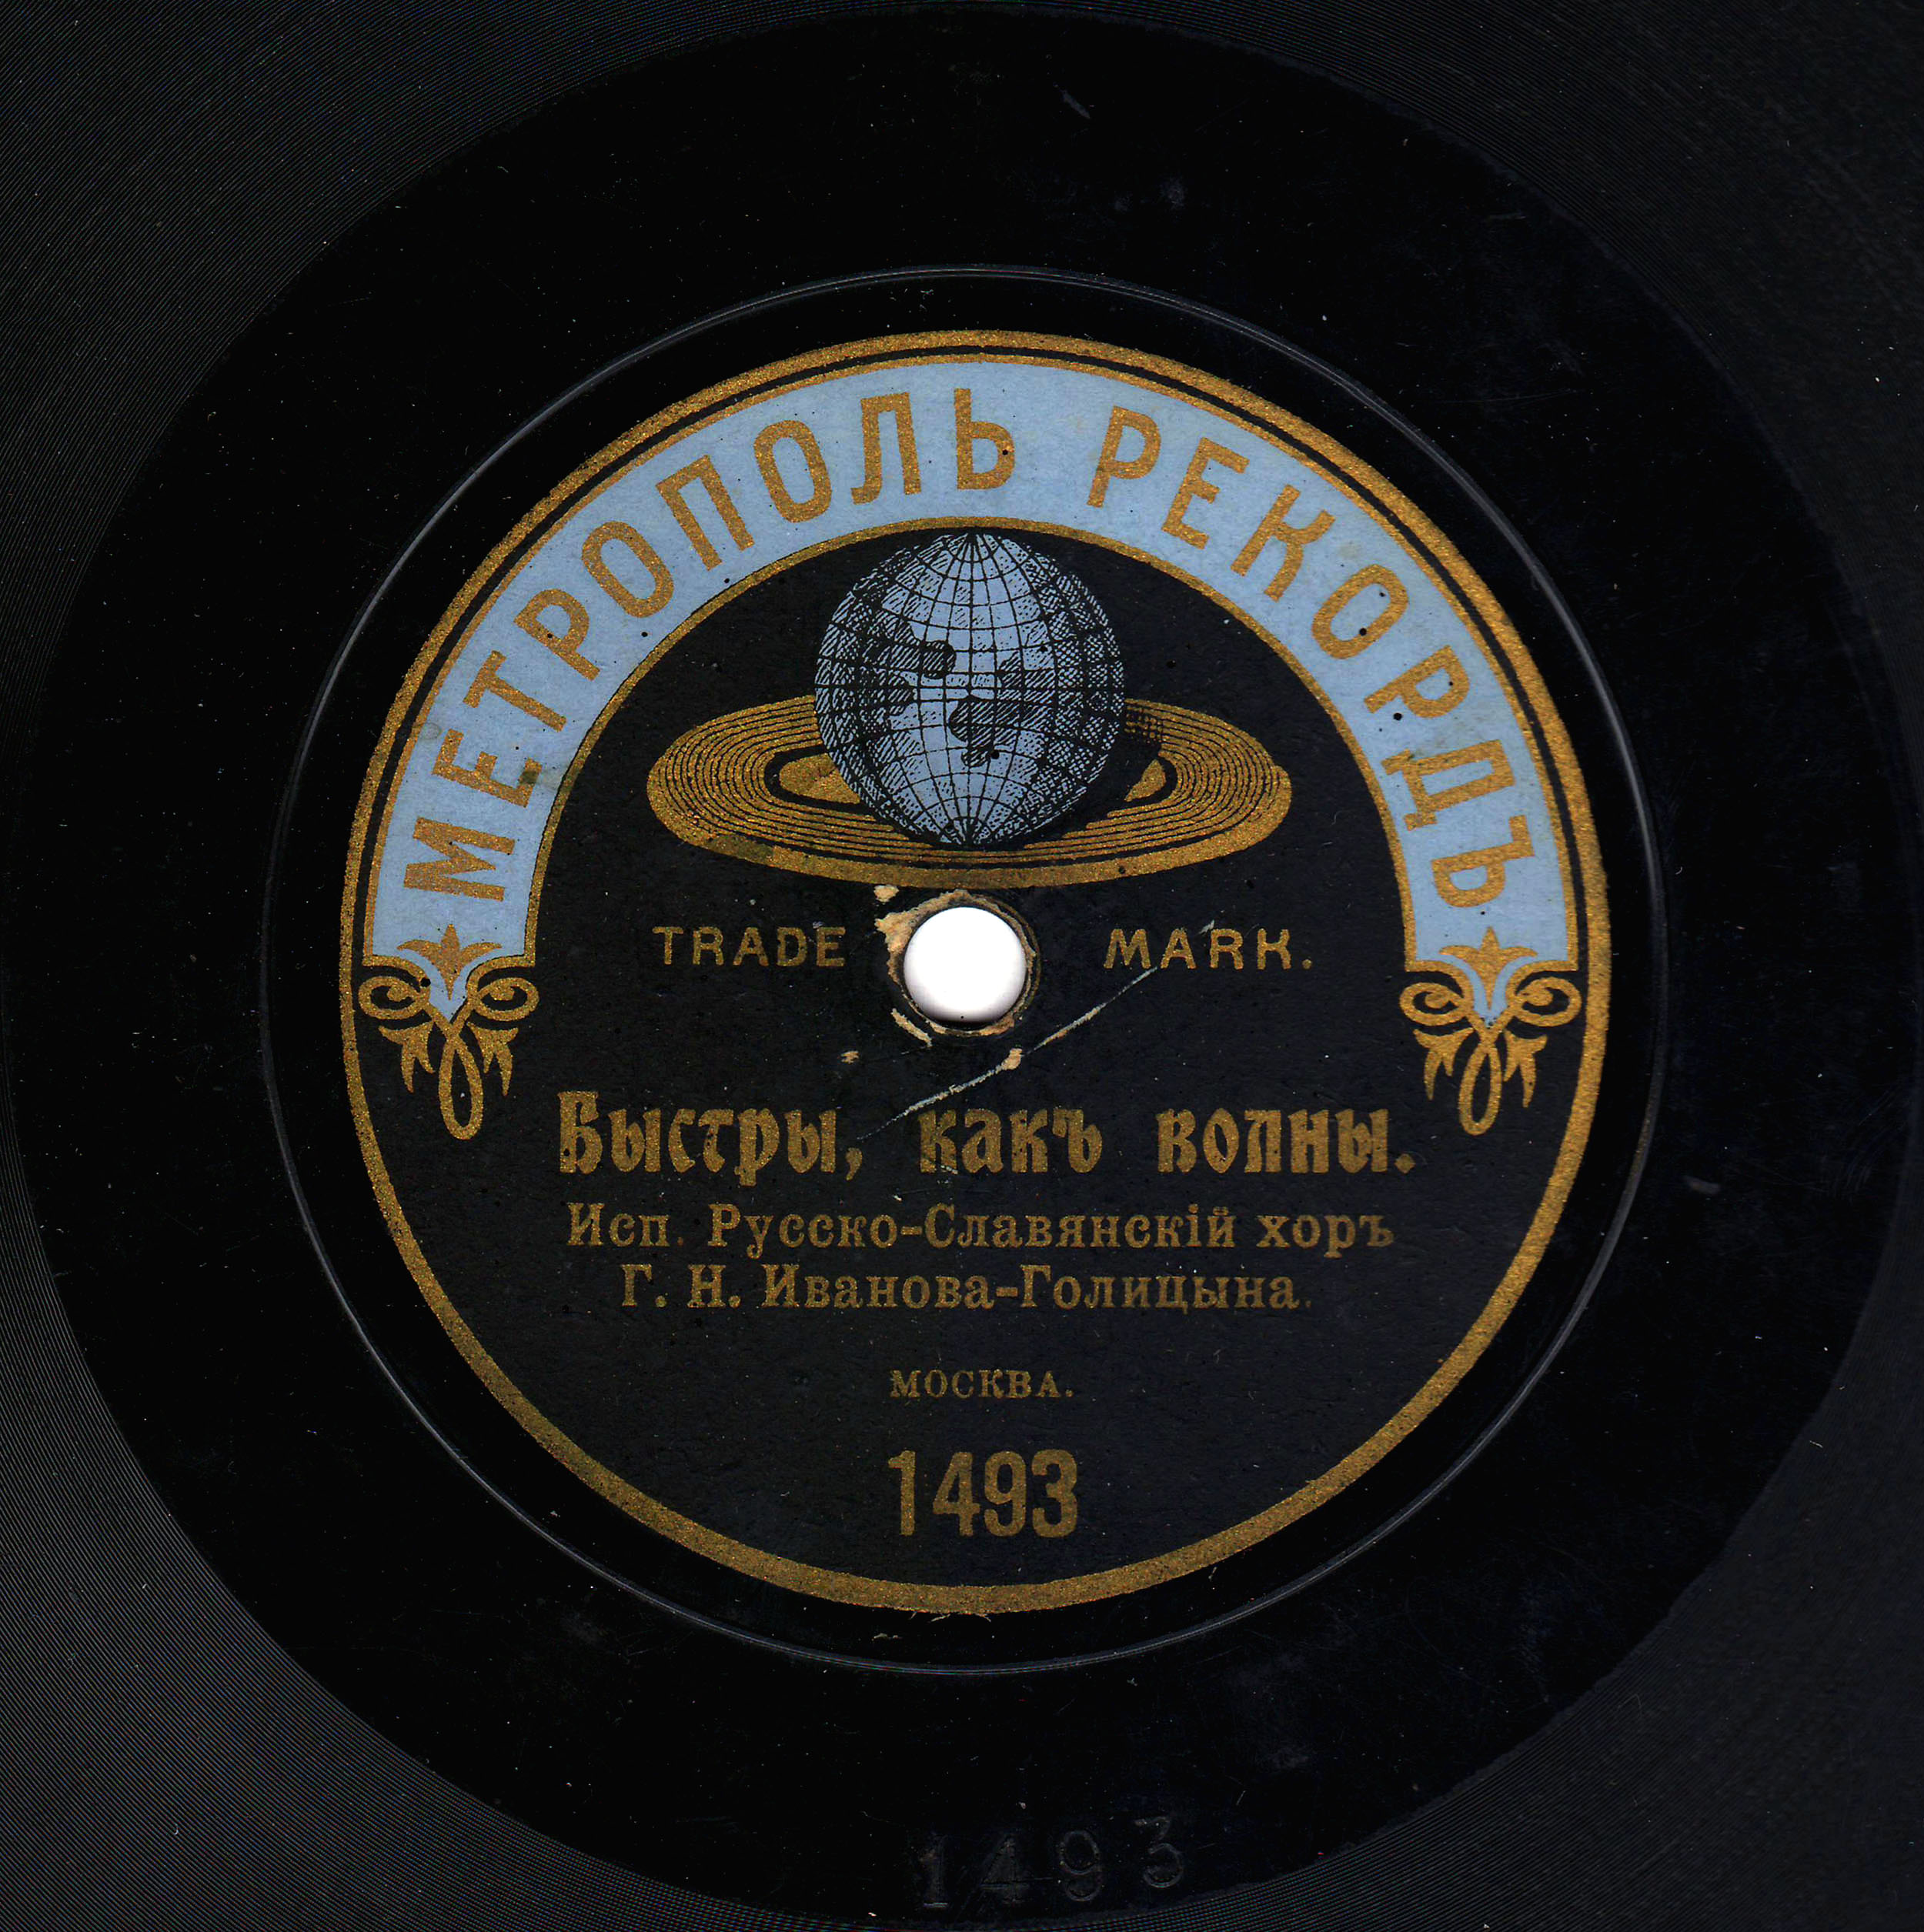 МЕТРОПОЛЬ РЕКОРДЪ
TRADE MARK.
Быстры, какъ волны.
Исп. Русско-Славянскій хоръ
Г. Н. Иванова-Голицына.
МОСКВА.
1493
1493